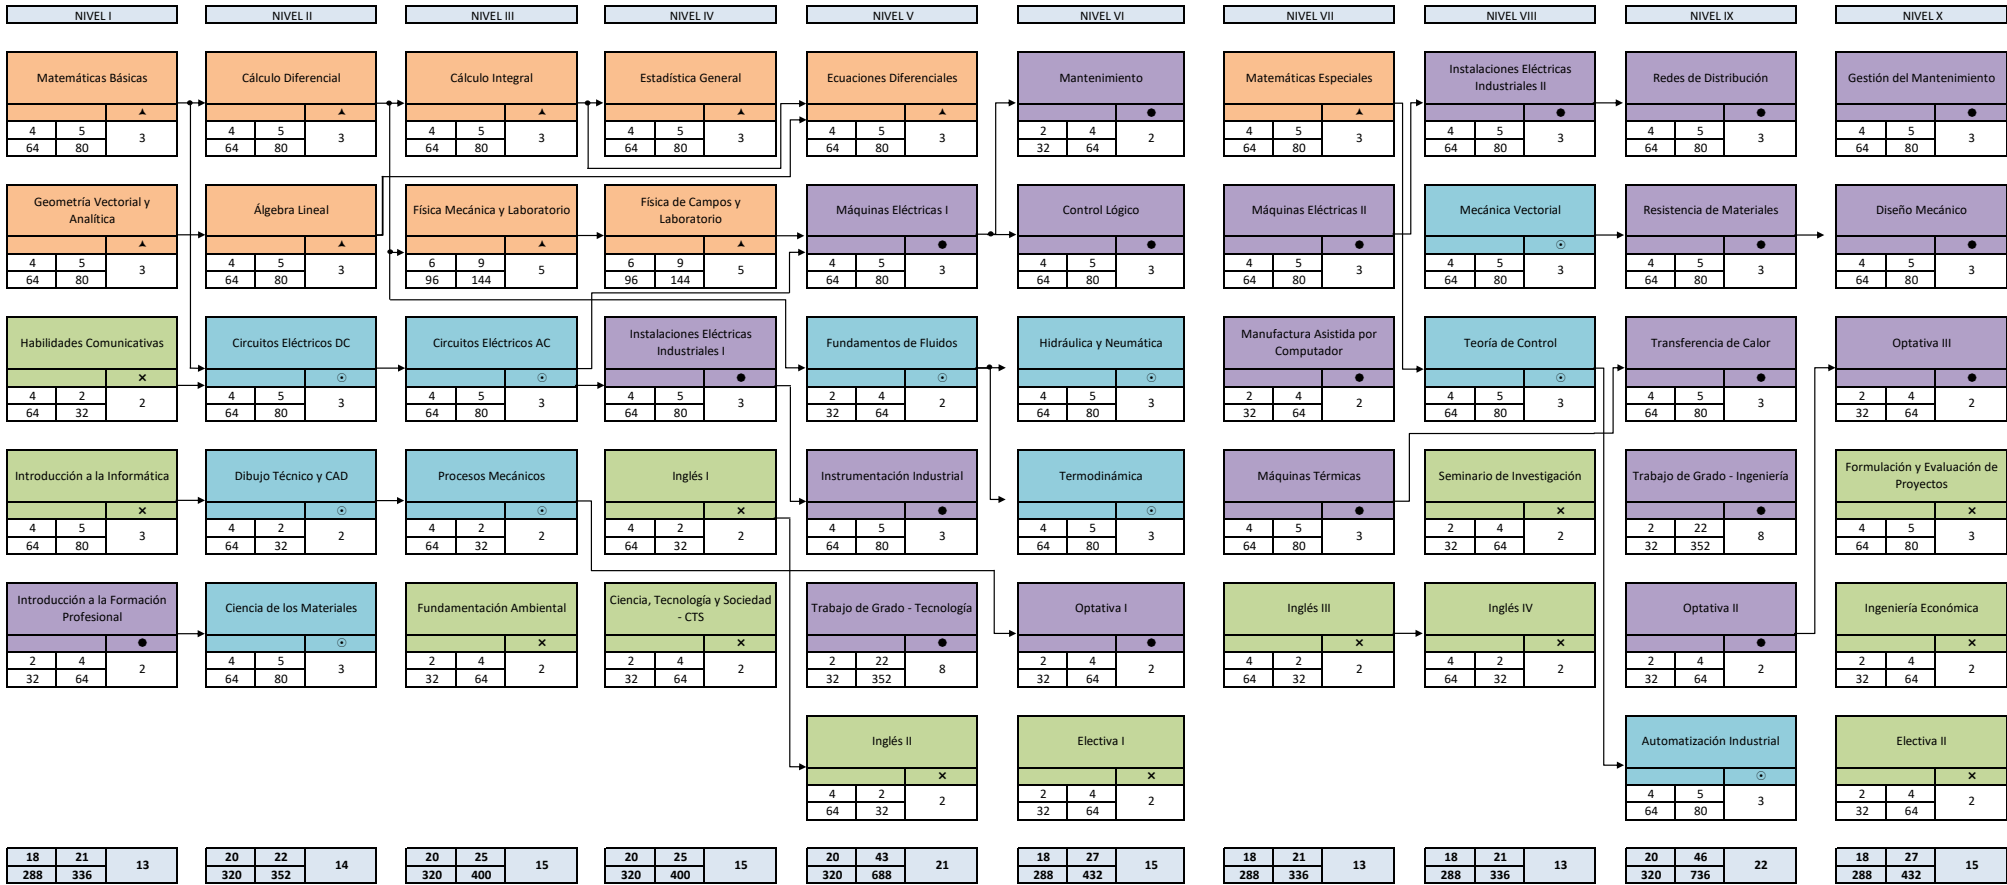 NIVEL I NIVEL II NIVEL III NIVEL IV NIVEL V NIVEL VI NIVEL VII NIVEL VIII NIVEL IX NIVEL X
Matemáticas Básicas
4 5 3
64 80
Geometría Vectorial y
Analítica
4 5 3
64 80
Habilidades Comunicativas
×
4 2 2
64 32
Introducción a la Informática
×
4 5 3
64 80
Introducción a la Formación
Profesional
2 4 2
32 64
18 21 13
288 336
Cálculo Diferencial
4 5 3
64 80
Álgebra Lineal
4 5 3
64 80
Circuitos Eléctricos DC
4 5 3
64 80
Dibujo Técnico y CAD
4 2 2
64 32
Ciencia de los Materiales
4 5 3
64 80
20 22 14
320 352
Cálculo Integral
4 5 3
64 80
Física Mecánica y Laboratorio
6 9 5
96 144
Circuitos Eléctricos AC
4 5 3
64 80
Procesos Mecánicos
4 2 2
64 32
Fundamentación Ambiental
×
2 4 2
32 64
20 25 15
320 400
Estadística General
4 5 3
64 80
Física de Campos y
Laboratorio
6 9 5
96 144
Instalaciones Eléctricas
Industriales I
4 5 3
64 80
Inglés I
×
4 2 2
64 32
Ciencia, Tecnología y Sociedad
- CTS
×
2 4 2
32 64
20 25 15
320 400
Ecuaciones Diferenciales
4 5 3
64 80
Máquinas Eléctricas I
4 5 3
64 80
Fundamentos de Fluidos
2 4 2
32 64
Instrumentación Industrial
4 5 3
64 80
Trabajo de Grado - Tecnología
2 22 8
32 352
Inglés II
×
4 2 2
64 32
20 43 21
320 688
Mantenimiento
2 4 2
32 64
Control Lógico
4 5 3
64 80
Hidráulica y Neumática
4 5 3
64 80
Termodinámica
4 5 3
64 80
Optativa I
2 4 2
32 64
Electiva I
×
2 4 2
32 64
18 27 15
288 432
Matemáticas Especiales
4 5 3
64 80
Máquinas Eléctricas II
4 5 3
64 80
Manufactura Asistida por
Computador
2 4 2
32 64
Máquinas Térmicas
4 5 3
64 80
Inglés III
×
4 2 2
64 32
18 21 13
288 336
Instalaciones Eléctricas
Industriales II
4 5 3
64 80
Mecánica Vectorial
4 5 3
64 80
Teoría de Control
4 5 3
64 80
Seminario de Investigación
×
2 4 2
32 64
Inglés IV
×
4 2 2
64 32
18 21 13
288 336
Redes de Distribución
4 5 3
64 80
Resistencia de Materiales
4 5 3
64 80
Transferencia de Calor
4 5 3
64 80
Trabajo de Grado - Ingeniería
2 22 8
32 352
Optativa II
2 4 2
32 64
Automatización Industrial
4 5 3
64 80
20 46 22
320 736
Gestión del Mantenimiento
4 5 3
64 80
Diseño Mecánico
4 5 3
64 80
Optativa III
2 4 2
32 64
Formulación y Evaluación de
Proyectos
×
4 5 3
64 80
Ingeniería Económica
×
2 4 2
32 64
Electiva II
×
2 4 2
32 64
18 27 15
288 432